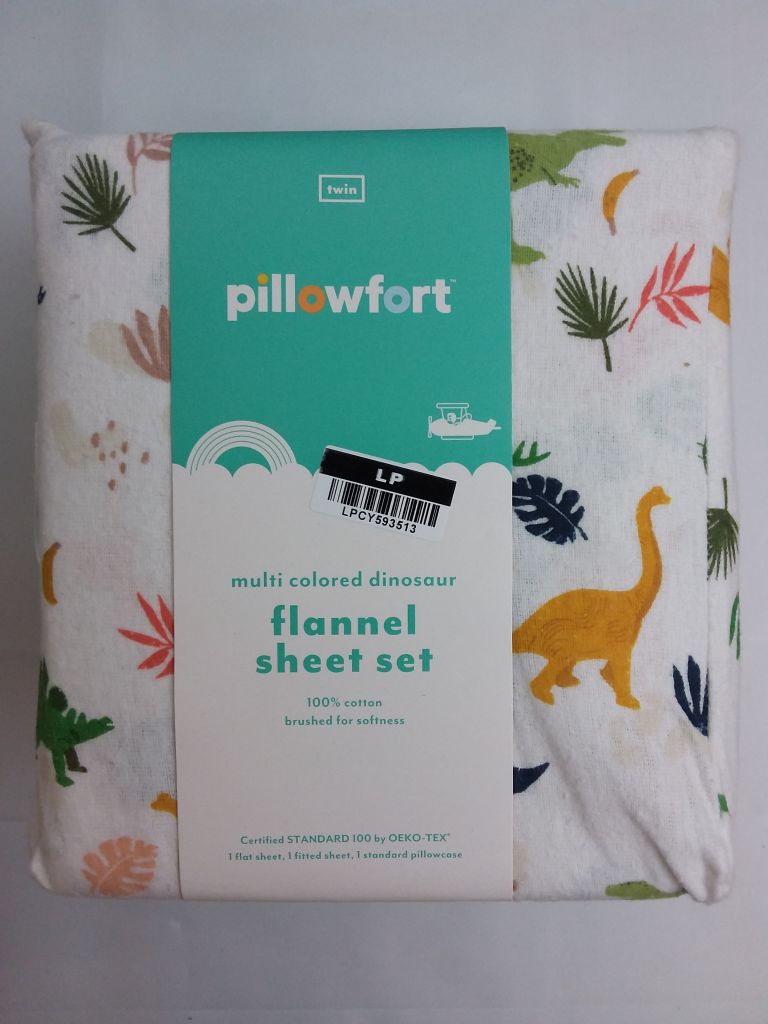 twin
pillowfort™
LP
LPCY593513
multi colored dinosaur
flannel
sheet set
100% cotton
brushed for softness
Certified STANDARD 100 by OEKO-TEX®
1 flat sheet, 1 fitted sheet, 1 standard pillowcase